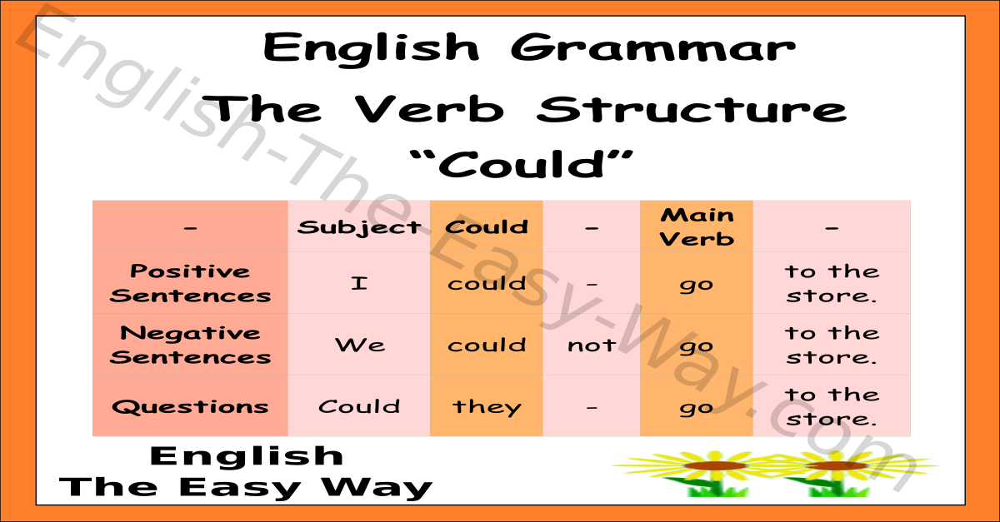 English Grammar
The Verb Structure
“Could”
- Subject Could - Main Verb -
Positive Sentences I could - go to the store.
Negative Sentences We could not go to the store.
Questions Could they - go to the store.
English
The Easy Way
English-The-Easy-Way.com